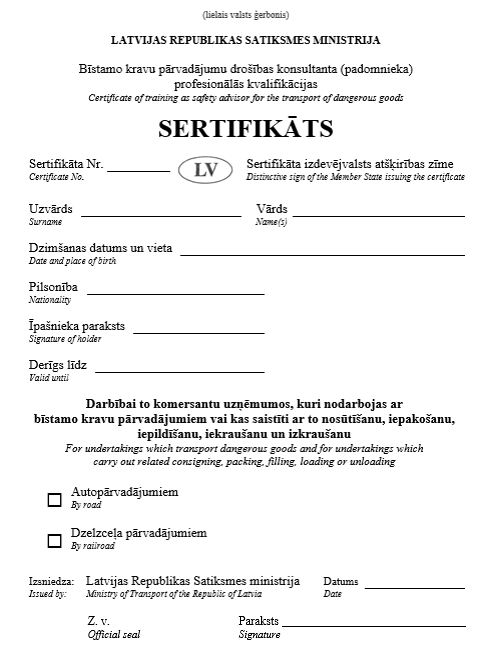 (lielais valsts ģerbonis)
LATVIJAS REPUBLIKAS SATIKSMES MINISTRIJA
Bīstamo kravu pārvadājumu drošības konsultanta (padomnieka)
profesionālās kvalifikācijas
Certificate of training as safety advisor for the transport of dangerous goods
SERTIFIKĀTS
Sertifikāta Nr. LV Sertifikāta izdevējvalsts atšķirības zīme
Certificate No. Distinctive sign of the Member State issuing the certificate
Uzvārds Vārds
Surname Name(s)
Dzimšanas datums un vieta
Date and place of birth
Pilsonība
Nationality
Īpašnieka paraksts
Signature of holder
Derīgs līdz
Valid until
Darbībai to komersantu uzņēmumos, kuri nodarbojas ar
bīstamo kravu pārvadājumiem vai kas saistīti ar to nosūtīšanu, iepakošanu,
iepildīšanu, iekraušanu un izkraušanu
For undertakings which transport dangerous goods and for undertakings which
carry out related consigning, packing, filling, loading or unloading
Autopārvadājumiem
By road
Dzelzceļa pārvadājumiem
By railroad
Izsniedza: Latvijas Republikas Satiksmes ministrija Datums
Issued by: Ministry of Transport of the Republic of Latvia Date
Z. v. Paraksts
Official seal Signature